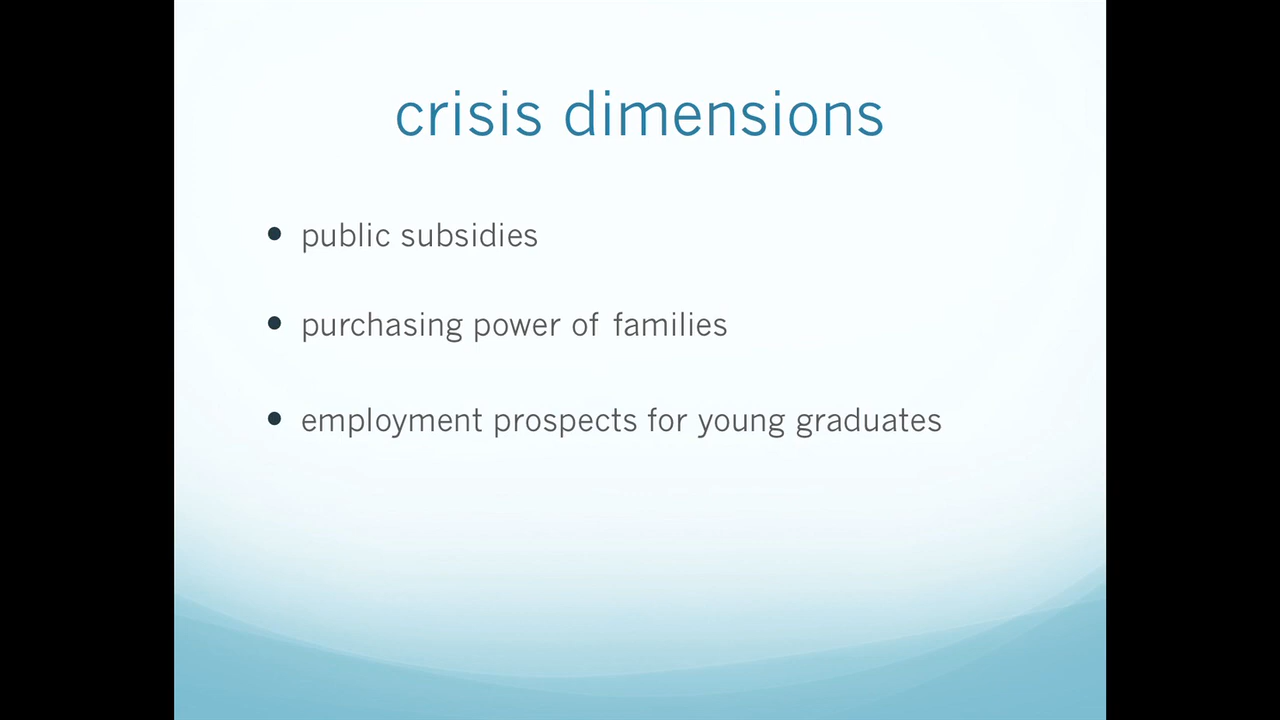 crisis dimensions
• public subsidies
• purchasing power of families
• employment prospects for young graduates